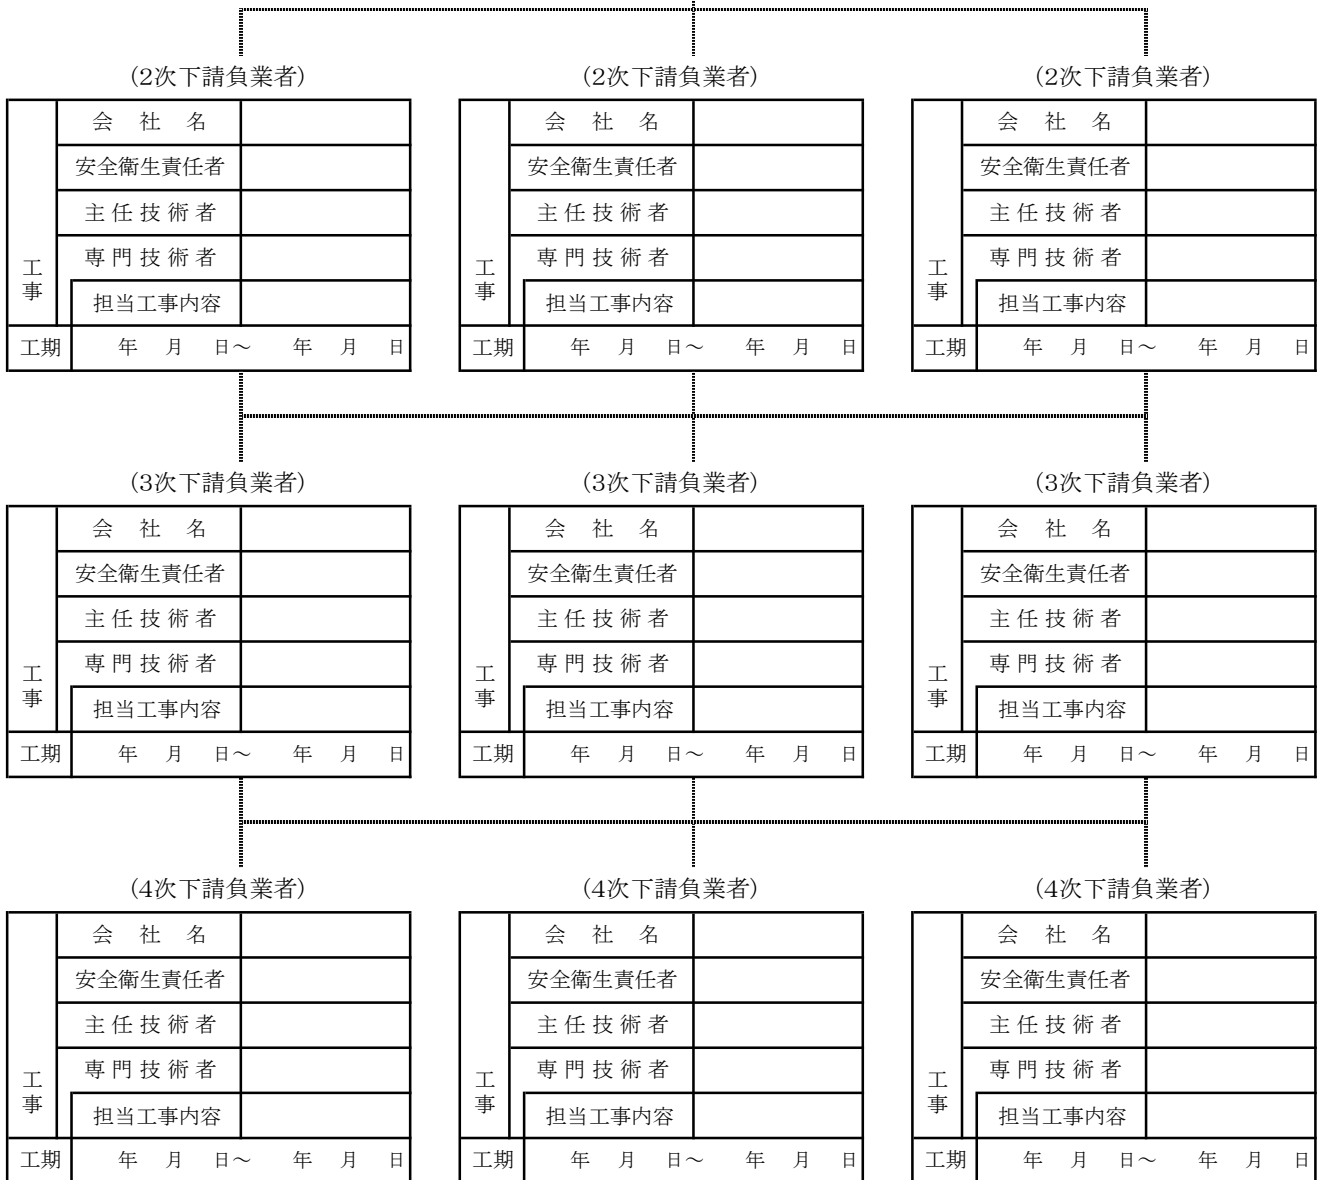 (2次下請負業者) (2次下請負業者) (2次下請負業者)
会 社 名 会 社 名 会 社 名
安全衛生責任者 安全衛生責任者 安全衛生責任者
主任技術者 主任技術者 主任技術者
専門技術者 専門技術者 専門技術者
工事 担当工事内容 工事 担当工事内容 工事 担当工事内容
工期 年 月 日～ 年 月 日 工期 年 月 日～ 年 月 日 工期 年 月 日～ 年 月 日
(3次下請負業者) (3次下請負業者) (3次下請負業者)
会 社 名 会 社 名 会 社 名
安全衛生責任者 安全衛生責任者 安全衛生責任者
主任技術者 主任技術者 主任技術者
専門技術者 専門技術者 専門技術者
工事 担当工事内容 工事 担当工事内容 工事 担当工事内容
工期 年 月 日～ 年 月 日 工期 年 月 日～ 年 月 日 工期 年 月 日～ 年 月 日
(4次下請負業者) (4次下請負業者) (4次下請負業者)
会 社 名 会 社 名 会 社 名
安全衛生責任者 安全衛生責任者 安全衛生責任者
主任技術者 主任技術者 主任技術者
専門技術者 専門技術者 専門技術者
工事 担当工事内容 工事 担当工事内容 工事 担当工事内容
工期 年 月 日～ 年 月 日 工期 年 月 日～ 年 月 日 工期 年 月 日～ 年 月 日